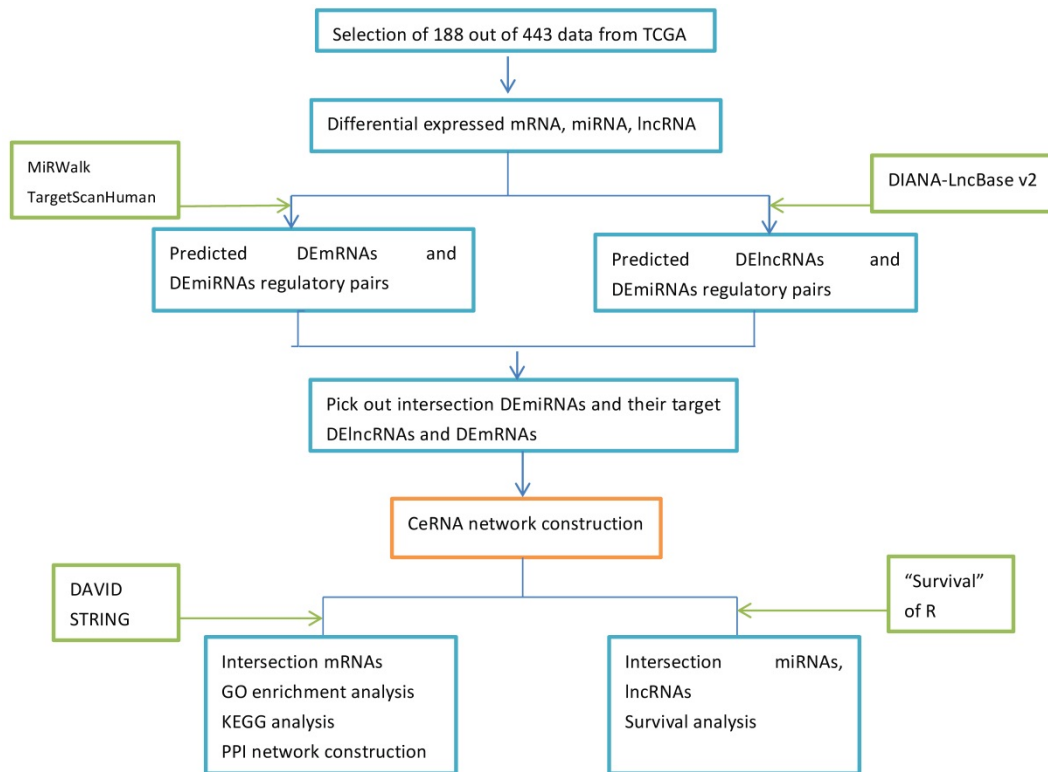 Selection of 188 out of 443 data from TCGA
Differential expressed mRNA, miRNA, lncRNA
MiRWalk
TargetScanHuman
DIANA-LncBase v2
Predicted DEmRNAs and
DEmiRNAs regulatory pairs
Predicted DElncRNAs and
DEmiRNAs regulatory pairs
Pick out intersection DEmiRNAs and their target
DElncRNAs and DEmRNAs
CeRNA network construction
DAVID
STRING
“Survival”
of R
Intersection mRNAs
GO enrichment analysis
KEGG analysis
PPI network construction
Intersection miRNAs,
lncRNAs
Survival analysis